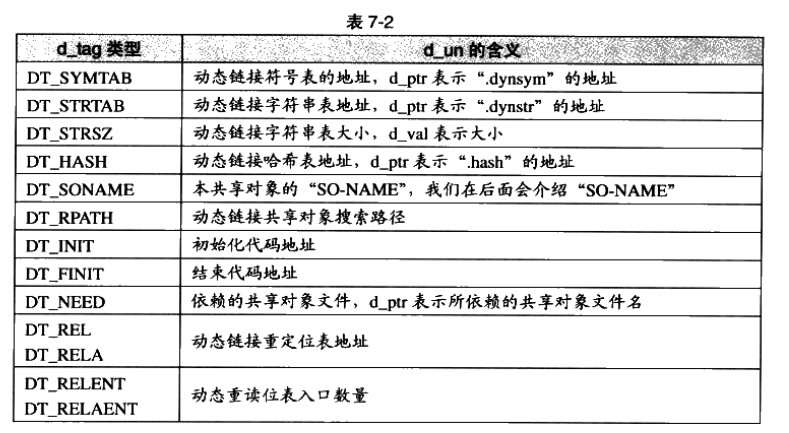 表 7-2
d_tag 类型 d_un 的含义
DT_SYMTAB 动态链接符号表的地址，d_ptr 表示 “.dynsym” 的地址
DT_STRTAB 动态链接字符串表地址，d_ptr 表示 “.dynstr” 的地址
DT_STRSZ 动态链接字符串表大小，d_val 表示大小
DT_HASH 动态链接哈希表地址，d_ptr 表示 “.hash” 的地址
DT_SONAME 本共享对象的 “SO-NAME”，我们在后面会介绍 “SO-NAME”
DT_RPATH 动态链接共享对象搜索路径
DT_INIT 初始化代码地址
DT_FINIT 结束代码地址
DT_NEED 依赖的共享对象文件，d_ptr 表示所依赖的共享对象文件名
DT_REL
DT_RELA
动态链接重定位表地址
DT_RELENT
DT_RELAENT
动态重读位表入口数量